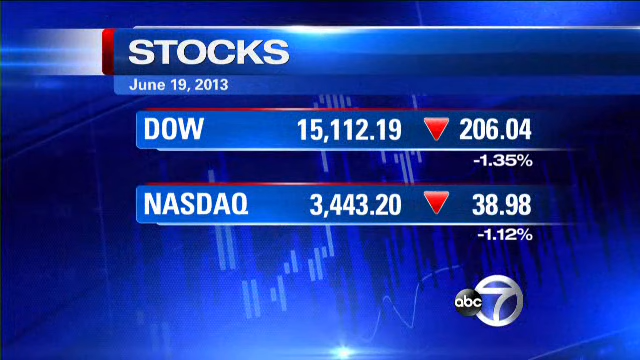 STOCKS
June 19, 2013
DOW 15,112.19 206.04
-1.35%
NASDAQ 3,443.20 38.98
-1.12%
abc 7